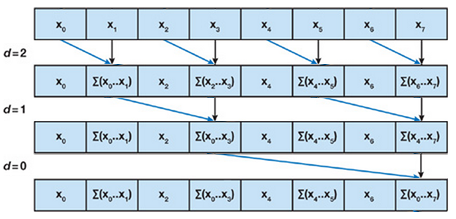 x₀ x₁ x₂ x₃ x₄ x₅ x₆ x₇
d=2
x₀ ∑(x₀..x₁) x₂ ∑(x₂..x₃) x₄ ∑(x₄..x₅) x₆ ∑(x₆..x₇)
d=1
x₀ ∑(x₀..x₁) x₂ ∑(x₀..x₃) x₄ ∑(x₄..x₅) x₆ ∑(x₄..x₇)
d=0
x₀ ∑(x₀..x₁) x₂ ∑(x₀..x₃) x₄ ∑(x₄..x₅) x₆ ∑(x₀..x₇)